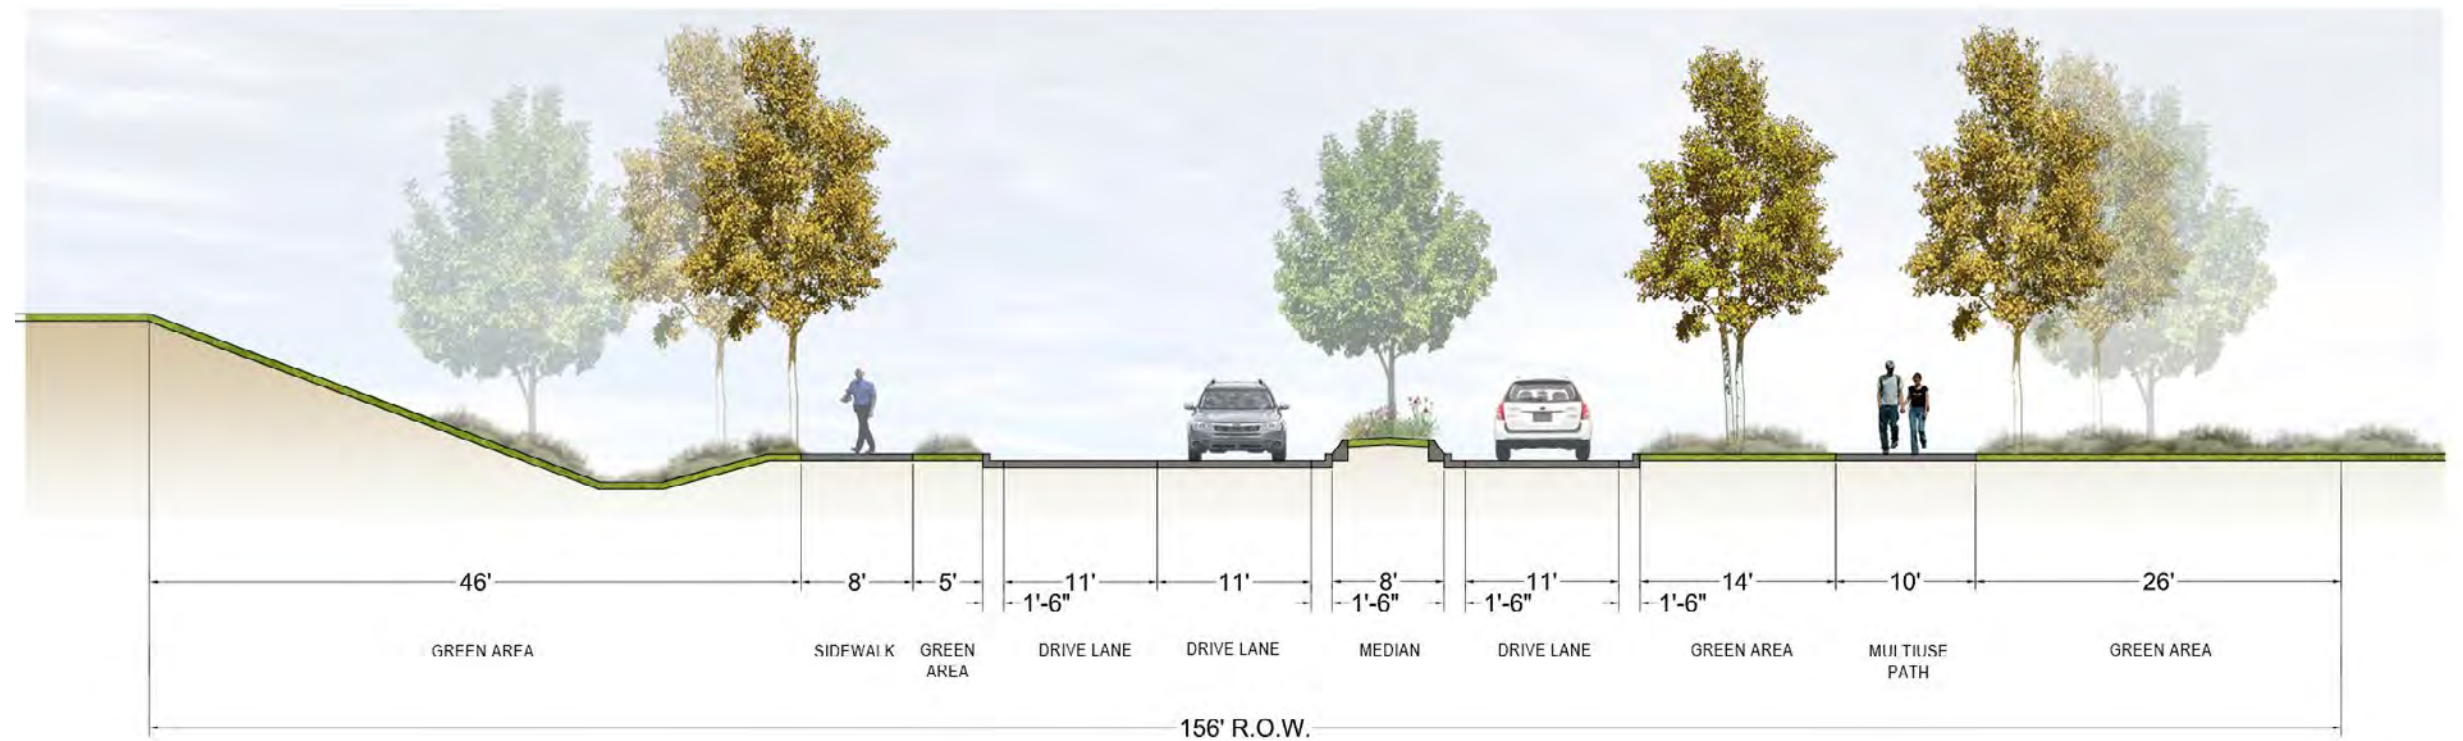 46' 8' 5' 11' 11' 8' 11' 14' 10' 26'
1'-6" 1'-6" 1'-6" 1'-6"
GREEN AREA SIDEWALK GREEN AREA DRIVE LANE DRIVE LANE MEDIAN DRIVE LANE GREEN AREA MULTIUSE PATH GREEN AREA
156' R.O.W.